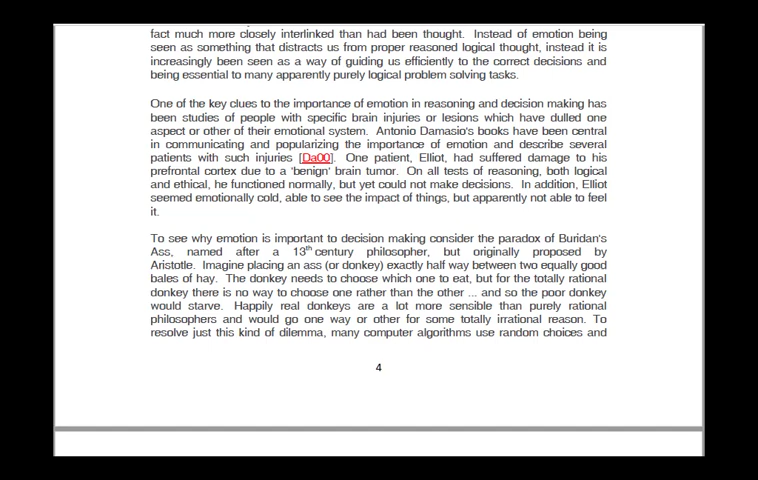 fact much more closely interlinked than had been thought. Instead of emotion being
seen as something that distracts us from proper reasoned logical thought, instead it is
increasingly been seen as a way of guiding us efficiently to the correct decisions and
being essential to many apparently purely logical problem solving tasks.
One of the key clues to the importance of emotion in reasoning and decision making has
been studies of people with specific brain injuries or lesions which have dulled one
aspect or other of their emotional system. Antonio Damasio's books have been central
in communicating and popularizing the importance of emotion and describe several
patients with such injuries [Da00]. One patient, Elliot, had suffered damage to his
prefrontal cortex due to a 'benign' brain tumor. On all tests of reasoning, both logical
and ethical, he functioned normally, but yet could not make decisions. In addition, Elliot
seemed emotionally cold, able to see the impact of things, but apparently not able to feel
it.
To see why emotion is important to decision making consider the paradox of Buridan's
Ass, named after a 13th century philosopher, but originally proposed by
Aristotle. Imagine placing an ass (or donkey) exactly half way between two equally good
bales of hay. The donkey needs to choose which one to eat, but for the totally rational
donkey there is no way to choose one rather than the other ... and so the poor donkey
would starve. Happily real donkeys are a lot more sensible than purely rational
philosophers and would go one way or other for some totally irrational reason. To
resolve just this kind of dilemma, many computer algorithms use random choices and
4